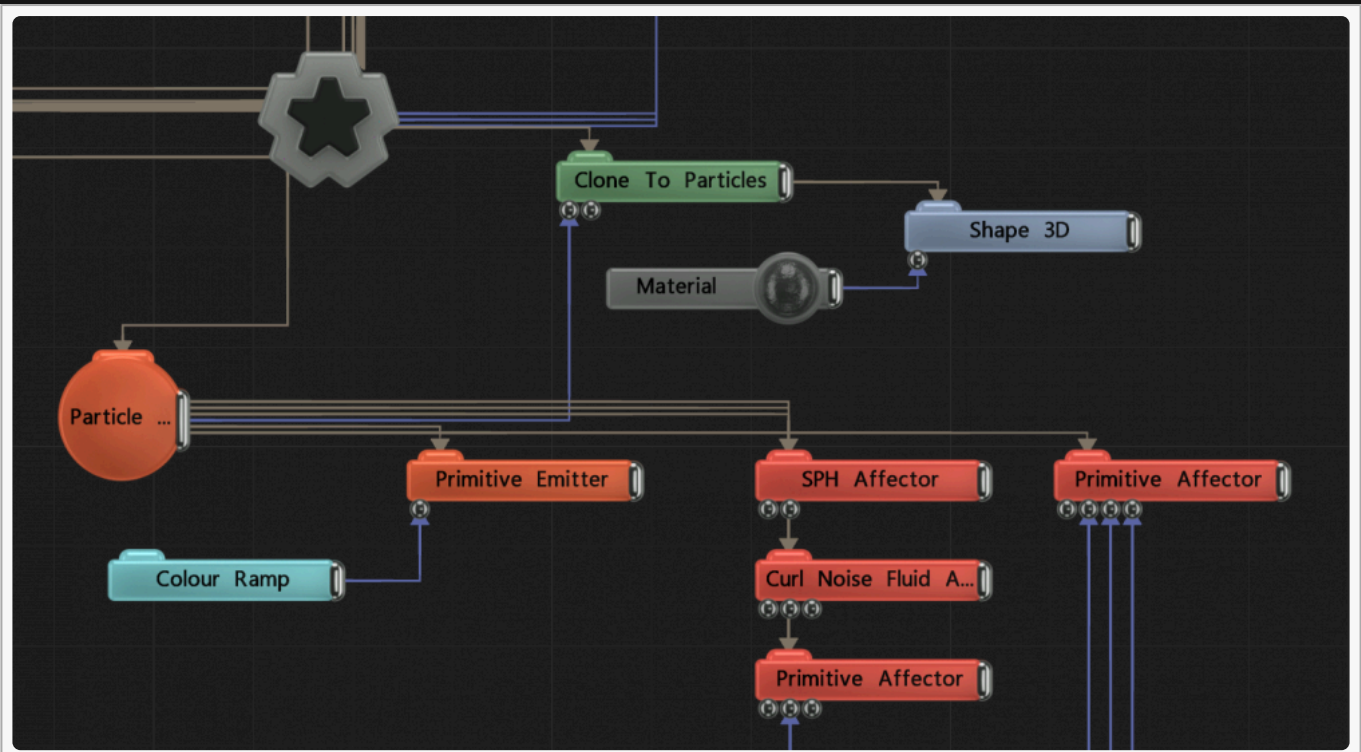 Clone To Particles
Shape 3D
Material
Particle ...
Primitive Emitter
SPH Affector
Primitive Affector
Colour Ramp
Curl Noise Fluid A...
Primitive Affector